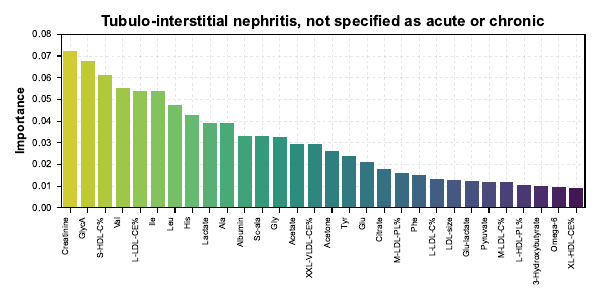 Tubulo-interstitial nephritis, not specified as acute or chronic
Importance
0.08
0.07
0.06
0.05
0.04
0.03
0.02
0.01
0.00
Creatinine
GlycA
S-HDL-C%
Val
L-LDL-CE%
Ile
Leu
His
Lactate
Ala
Albumin
Sc-ala
Gly
Acetate
XXL-VLDL-CE%
Acetone
Tyr
Glu
Citrate
M-LDL-PL%
Phe
L-LDL-C%
LDL-size
Glu-lactate
Pyruvate
M-LDL-C%
L-HDL-PL%
3-Hydroxybutyrate
Omega-6
XL-HDL-CE%